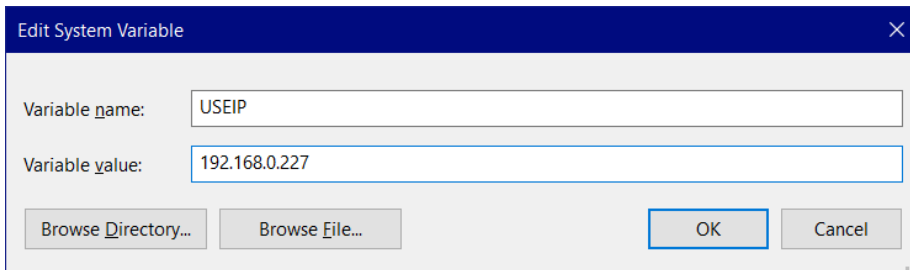 Edit System Variable
Variable name: USEIP
Variable value: 192.168.0.227
Browse Directory... Browse File... OK Cancel